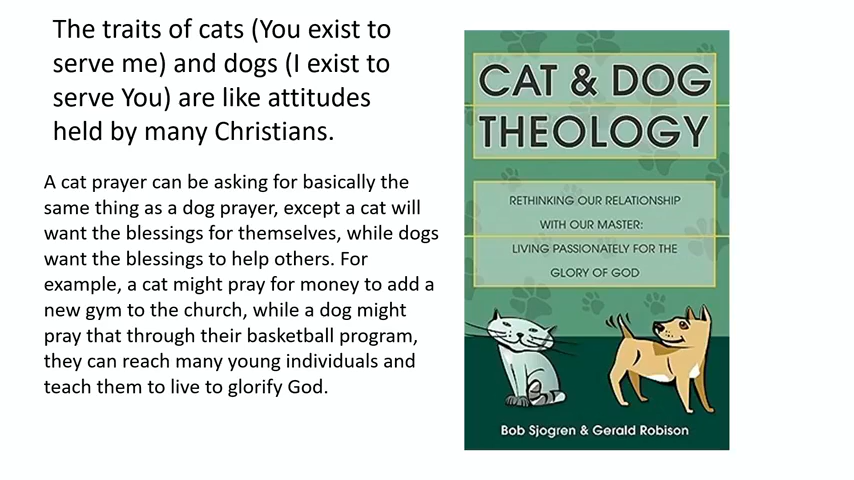 The traits of cats (You exist to
serve me) and dogs (I exist to
serve You) are like attitudes
held by many Christians.
A cat prayer can be asking for basically the
same thing as a dog prayer, except a cat will
want the blessings for themselves, while dogs
want the blessings to help others. For
example, a cat might pray for money to add a
new gym to the church, while a dog might
pray that through their basketball program,
they can reach many young individuals and
teach them to live to glorify God.
CAT & DOG
THEOLOGY
RETHINKING OUR RELATIONSHIP
WITH OUR MASTER:
LIVING PASSIONATELY FOR THE
GLORY OF GOD
Bob Sjogren & Gerald Robison